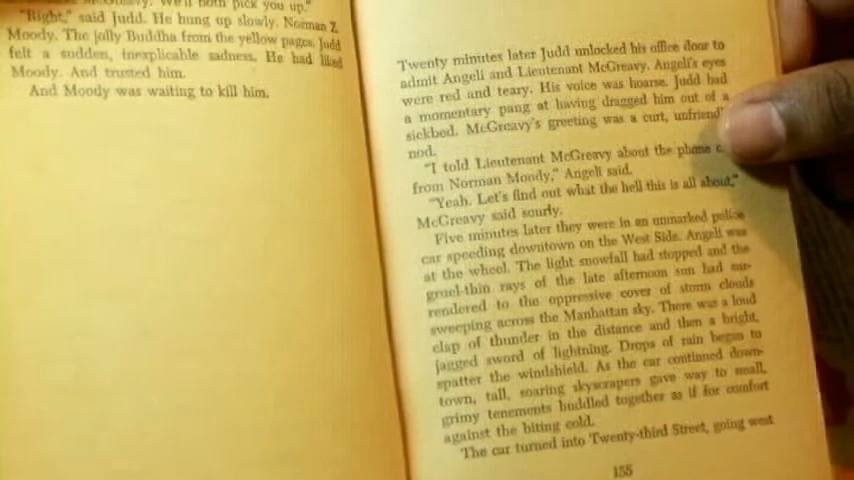 McGreavy. We'll both pick you up."
"Right," said Judd. He hung up slowly. Norman Z.
Moody. The jolly Buddha from the yellow pages. Judd
felt a sudden, inexplicable sadness. He had liked
Moody. And trusted him.
And Moody was waiting to kill him.
Twenty minutes later Judd unlocked his office door to
admit Angeli and Lieutenant McGreavy. Angeli's eyes
were red and teary. His voice was hoarse. Judd had
a momentary pang at having dragged him out of a
sickbed. McGreavy's greeting was a curt, unfriendl
nod.
"I told Lieutenant McGreavy about the phone c
from Norman Moody," Angeli said.
"Yeah. Let's find out what the hell this is all about,"
McGreavy said sourly.
Five minutes later they were in an unmarked police
car speeding downtown on the West Side. Angeli was
at the wheel. The light snowfall had stopped and the
gruel-thin rays of the late afternoon sun had sur-
rendered to the oppressive cover of storm clouds
sweeping across the Manhattan sky. There was a loud
clap of thunder in the distance and then a bright,
jagged sword of lightning. Drops of rain began to
spatter the windshield. As the car continued down-
town, tall, soaring skyscrapers gave way to small,
grimy tenements huddled together as if for comfort
against the biting cold.
The car turned into Twenty-third Street, going west
155